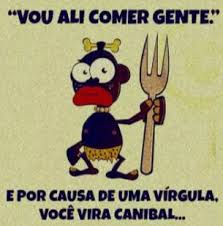 “VOU ALI COMER GENTE.”
E POR CAUSA DE UMA VÍRGULA,
VOCÊ VIRA CANIBAL...